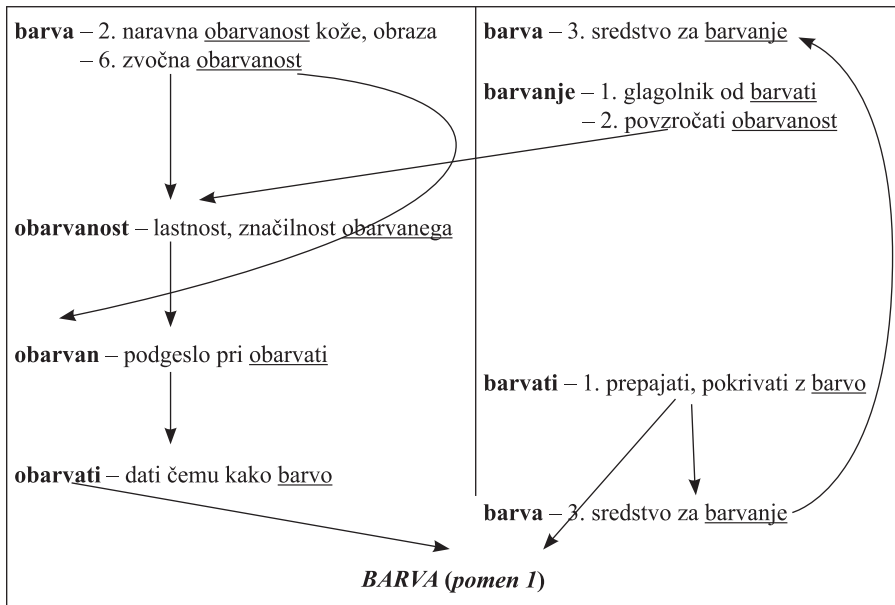 barva – 2. naravna obarvanost kože, obraza
– 6. zvočna obarvanost
obarvanost – lastnost, značilnost obarvanega
obarvan – podgeslo pri obarvati
obarvati – dati čemu kako barvo
barva – 3. sredstvo za barvanje
barvanje – 1. glagolnik od barvati
– 2. povzročati obarvanost
barvati – 1. prepajati, pokrivati z barvo
barva – 3. sredstvo za barvanje
BARVA (pomen 1)